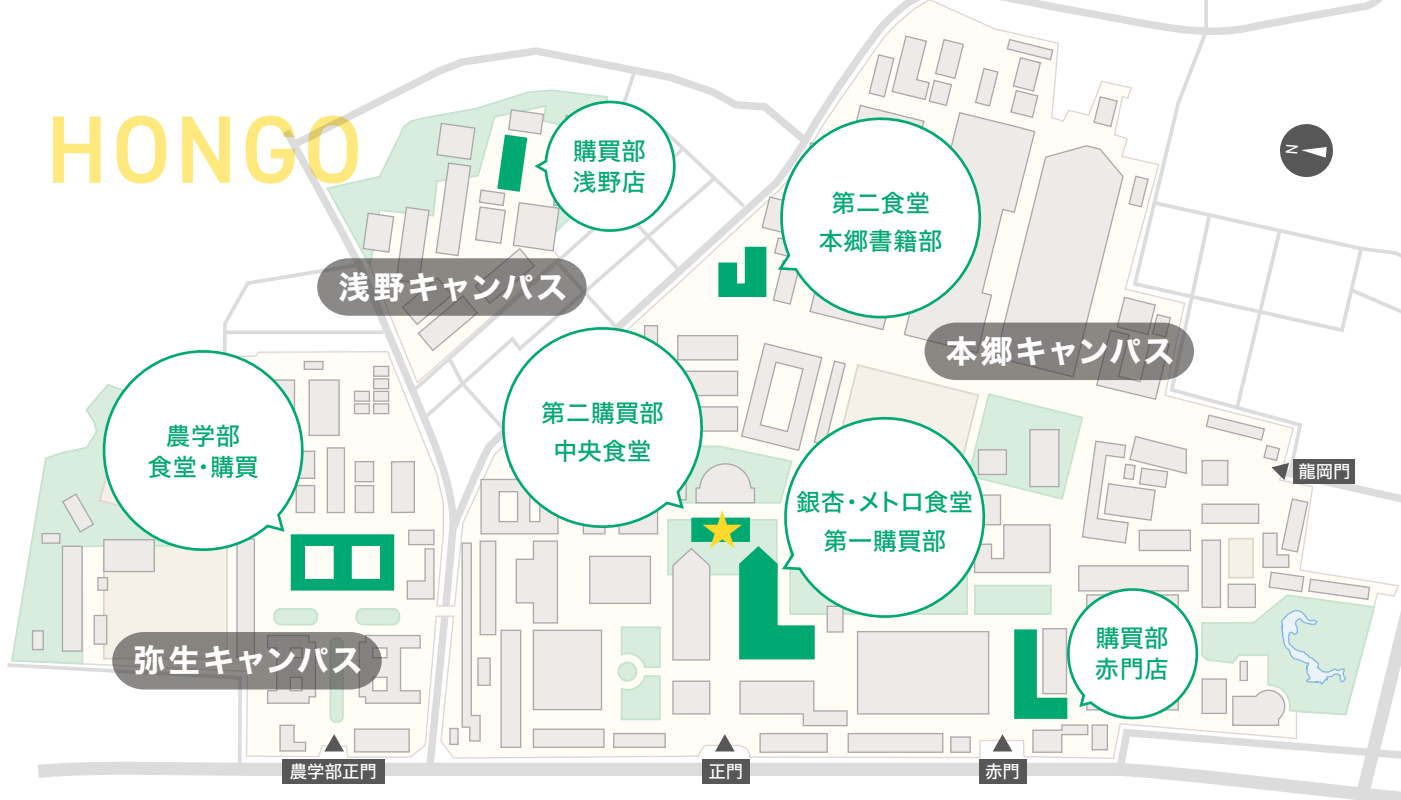 HONGO
N
購買部
浅野店
第二食堂
本郷書籍部
浅野キャンパス
本郷キャンパス
農学部
食堂・購買
第二購買部
中央食堂
銀杏・メトロ食堂
第一購買部
龍岡門
購買部
赤門店
弥生キャンパス
農学部正門
正門
赤門